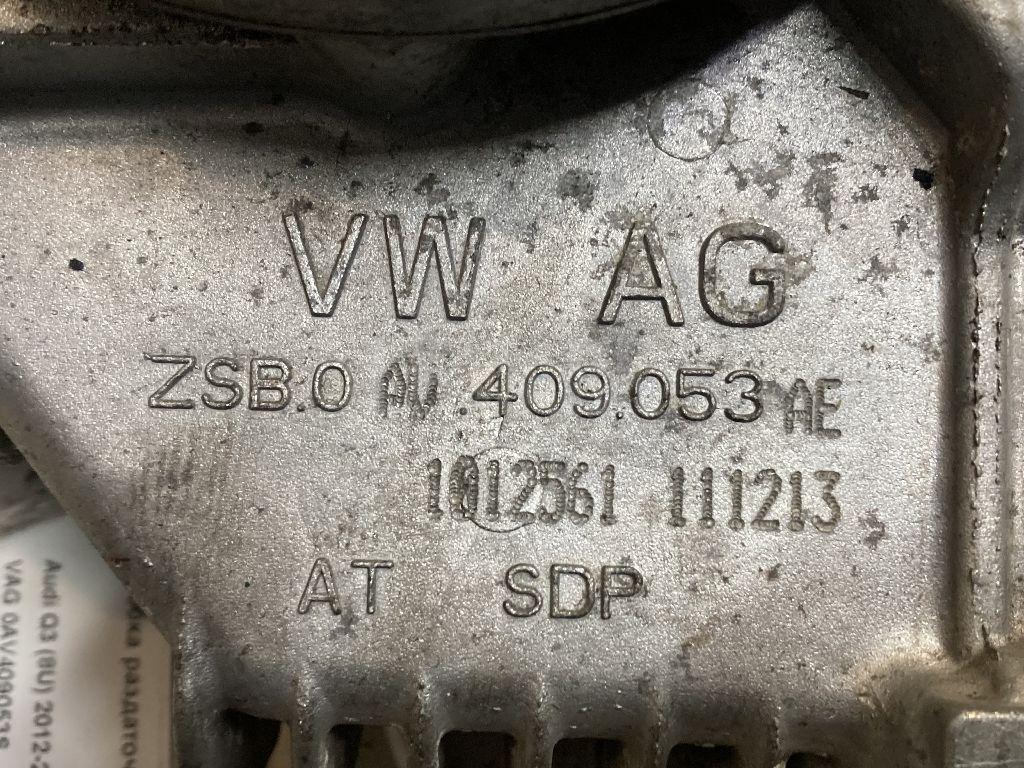 VW AG
ZSB.0 AV .409.053 AE
1012561 111213
AT SDP
Audi Q3 (8U) 2012-
VAG 0AV409053